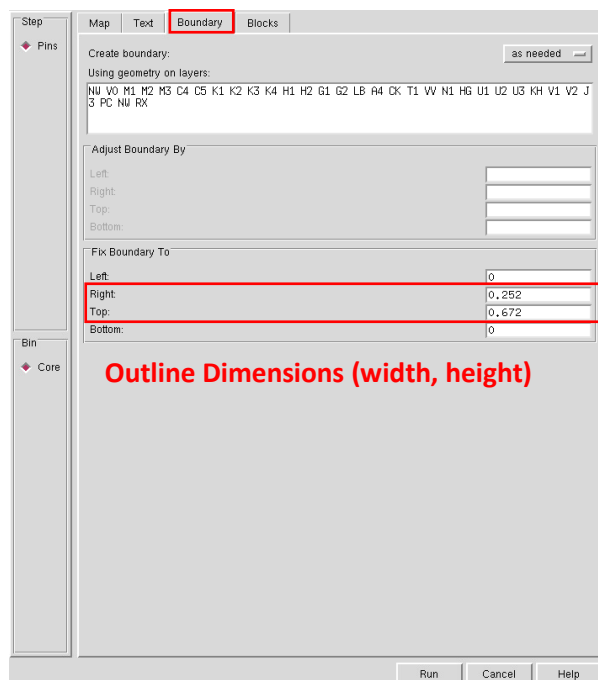 Step
Pins
Map Text Boundary Blocks
Create boundary: as needed
Using geometry on layers:
NW VO M1 M2 M3 C4 C5 K1 K2 K3 K4 H1 H2 G1 G2 LB A4 CK T1 VV N1 HG U1 U2 U3 KH V1 V2 J
3 PC NW RX
Adjust Boundary By
Left:
Right:
Top:
Bottom:
Fix Boundary To
Left: 0
Right: 0.252
Top: 0.672
Bottom: 0
Bin
Core
Outline Dimensions (width, height)
Run Cancel Help